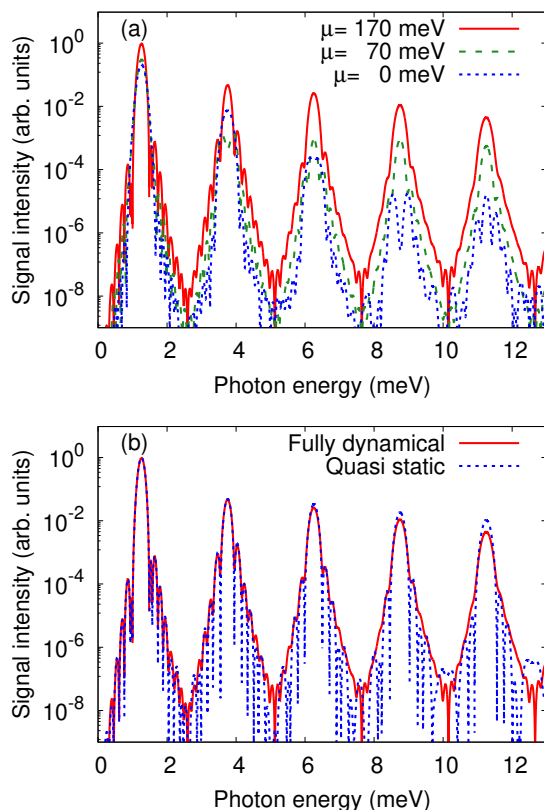 (a)
μ= 170 meV
μ= 70 meV
μ= 0 meV
Signal intensity (arb. units)
10^0
10^-2
10^-4
10^-6
10^-8
0 2 4 6 8 10 12
Photon energy (meV)
(b)
Fully dynamical
Quasi static
Signal intensity (arb. units)
10^0
10^-2
10^-4
10^-6
10^-8
0 2 4 6 8 10 12
Photon energy (meV)